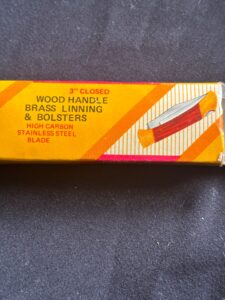 3" CLOSED
WOOD HANDLE
BRASS LINNING
& BOLSTERS
HIGH CARBON
STAINLESS STEEL
BLADE